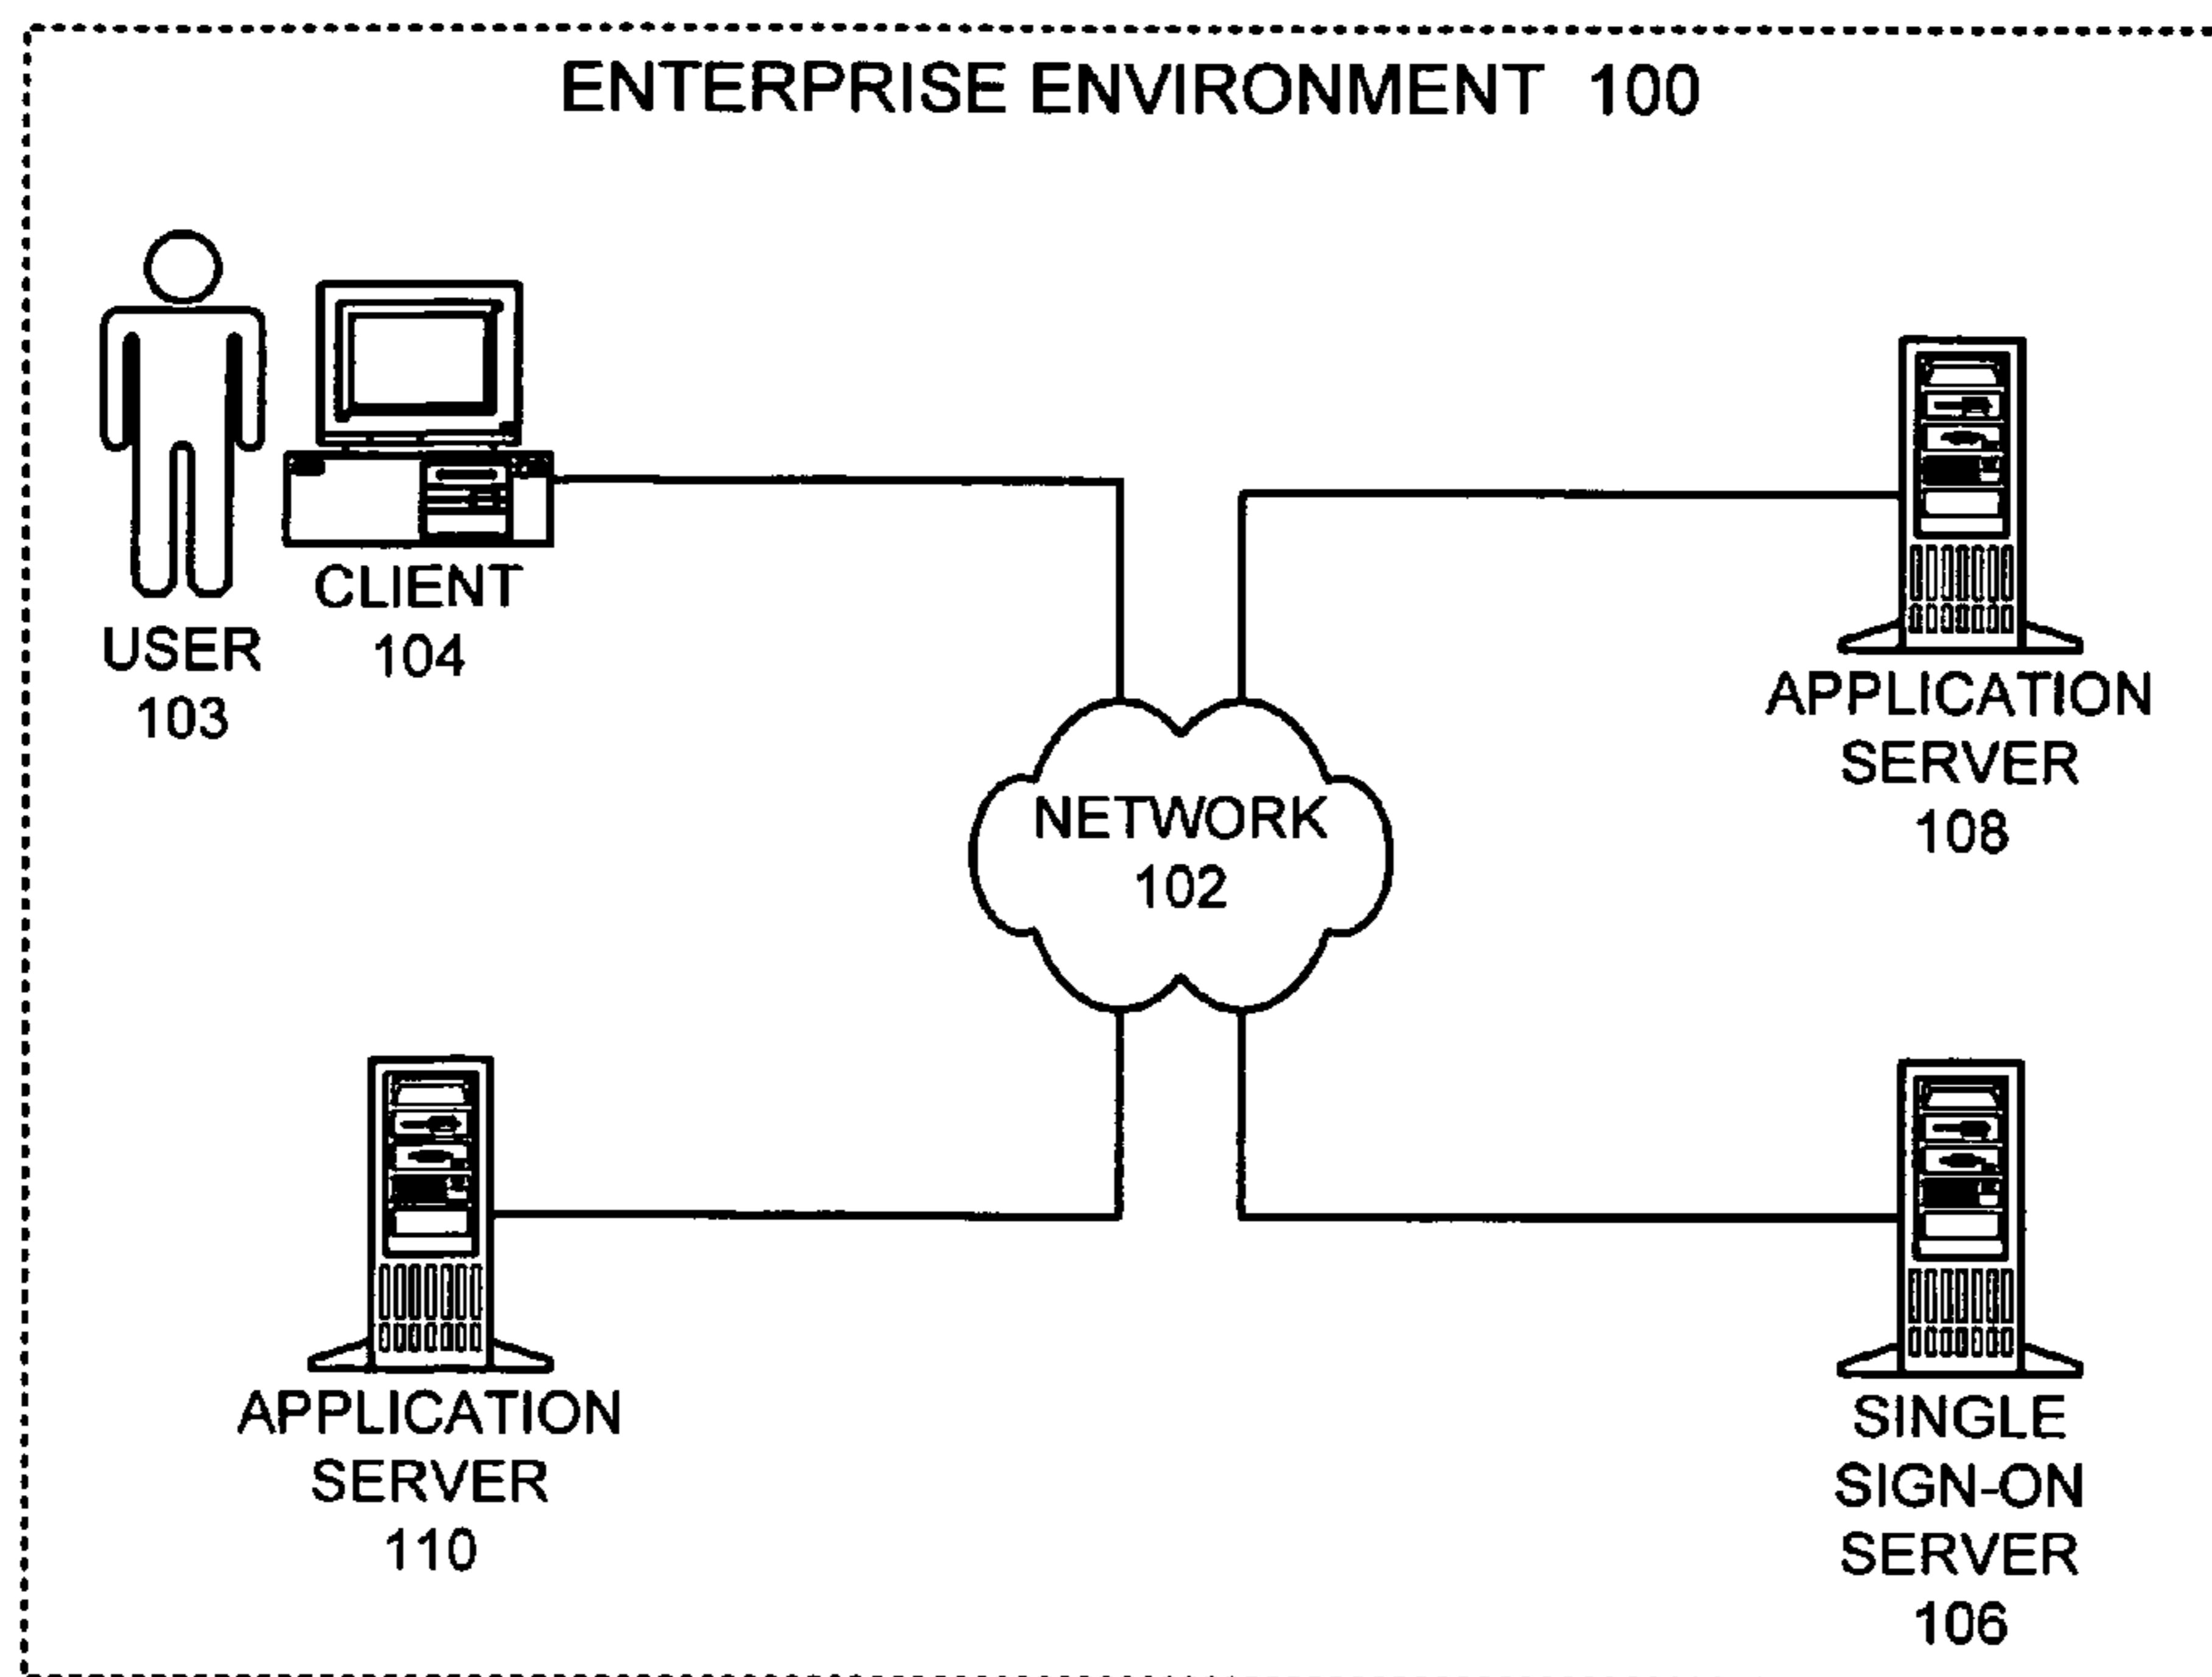 ENTERPRISE ENVIRONMENT 100
USER
103
CLIENT
104
APPLICATION
SERVER
108
NETWORK
102
APPLICATION
SERVER
110
SINGLE
SIGN-ON
SERVER
106